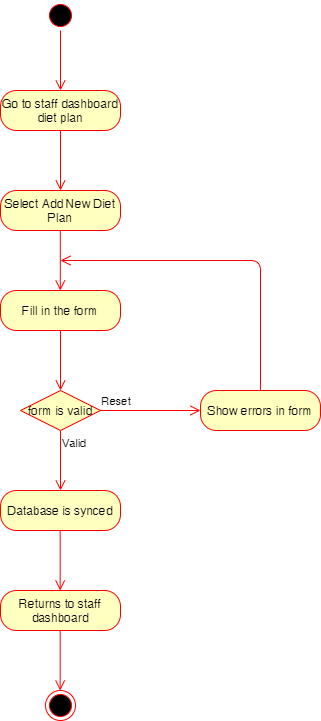 Go to staff dashboard
diet plan
Select Add New Diet
Plan
Fill in the form
form is valid
Reset
Show errors in form
Valid
Database is synced
Returns to staff
dashboard